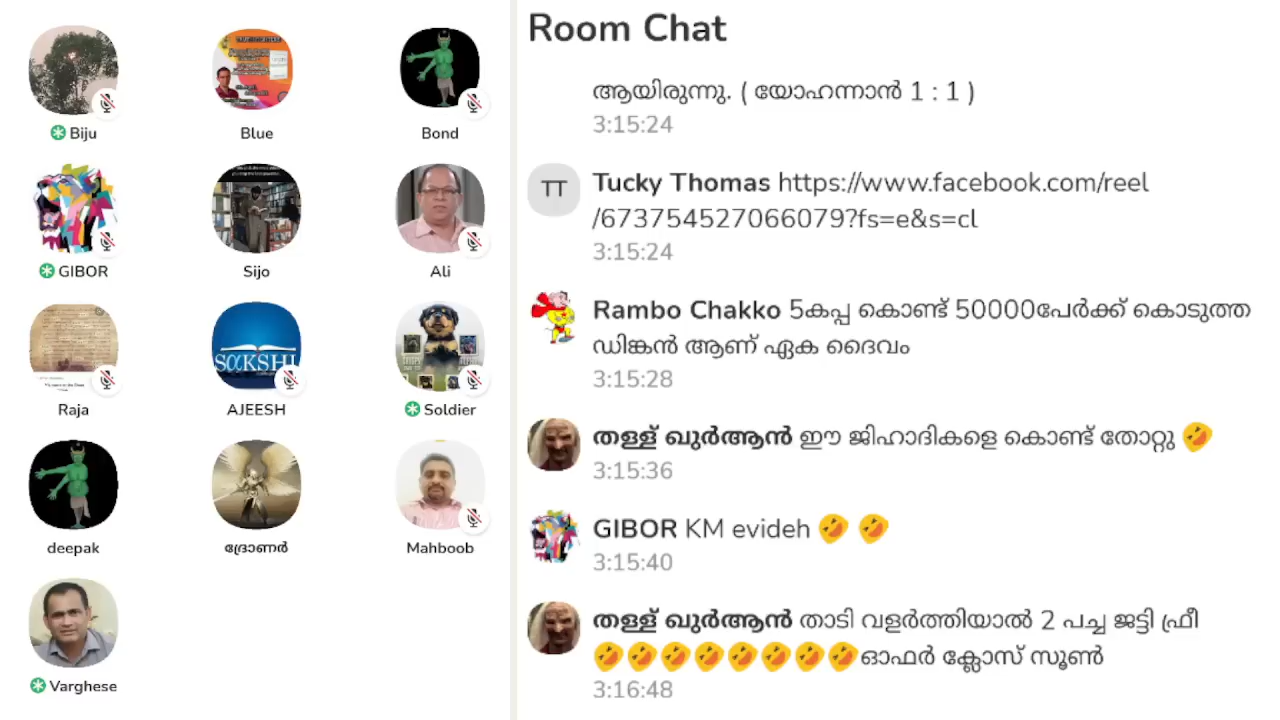 Biju
Blue
Bond
GIBOR
Sijo
Ali
SαKSHI
Raja
AJEESH
Soldier
deepak
ദ്രോണർ
Mahboob
Varghese
Room Chat
ആയിരുന്നു. ( യോഹന്നാൻ 1 : 1 )
3:15:24
TT
Tucky Thomas https://www.facebook.com/reel
/673754527066079?fs=e&s=cl
3:15:24
Rambo Chakko 5കപ്പ കൊണ്ട് 50000പേർക്ക് കൊടുത്ത
ഡിങ്കൻ ആണ് ഏക ദൈവം
3:15:28
തള്ള് ഖുർആൻ ഈ ജിഹാദികളെ കൊണ്ട് തോറ്റു 🤣
3:15:36
GIBOR KM evideh 🤣 🤣
3:15:40
തള്ള് ഖുർആൻ താടി വളർത്തിയാൽ 2 പച്ച ജട്ടി ഫ്രീ
🤣🤣🤣🤣🤣🤣🤣🤣ഓഫർ ക്ലോസ് സൂൺ
3:16:48